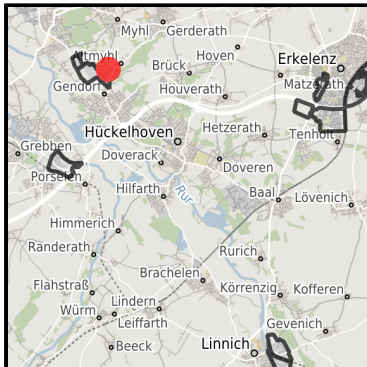 Myhl
Gerderath
Altmyhl
Hoven
Erkelenz
Brück
Matzerath
Gendorf
Houverath
Hückelhoven
Hetzerath
Tenholt
Grebben
Doverack
Doveren
Porselen
Hilfarth
Rur
Baal
Lövenich
Himmerich
Randerath
Rurich
Brachelen
Flahstraß
Körrenzig
Kofferen
Lindern
Würm
Leiffarth
Gevenich
Beeck
Linnich